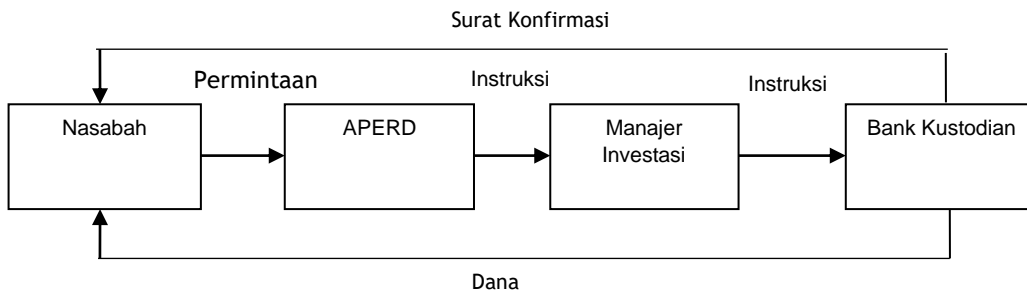 Surat Konfirmasi
Permintaan
Instruksi
Instruksi
Nasabah
APERD
Manajer
Investasi
Bank Kustodian
Dana